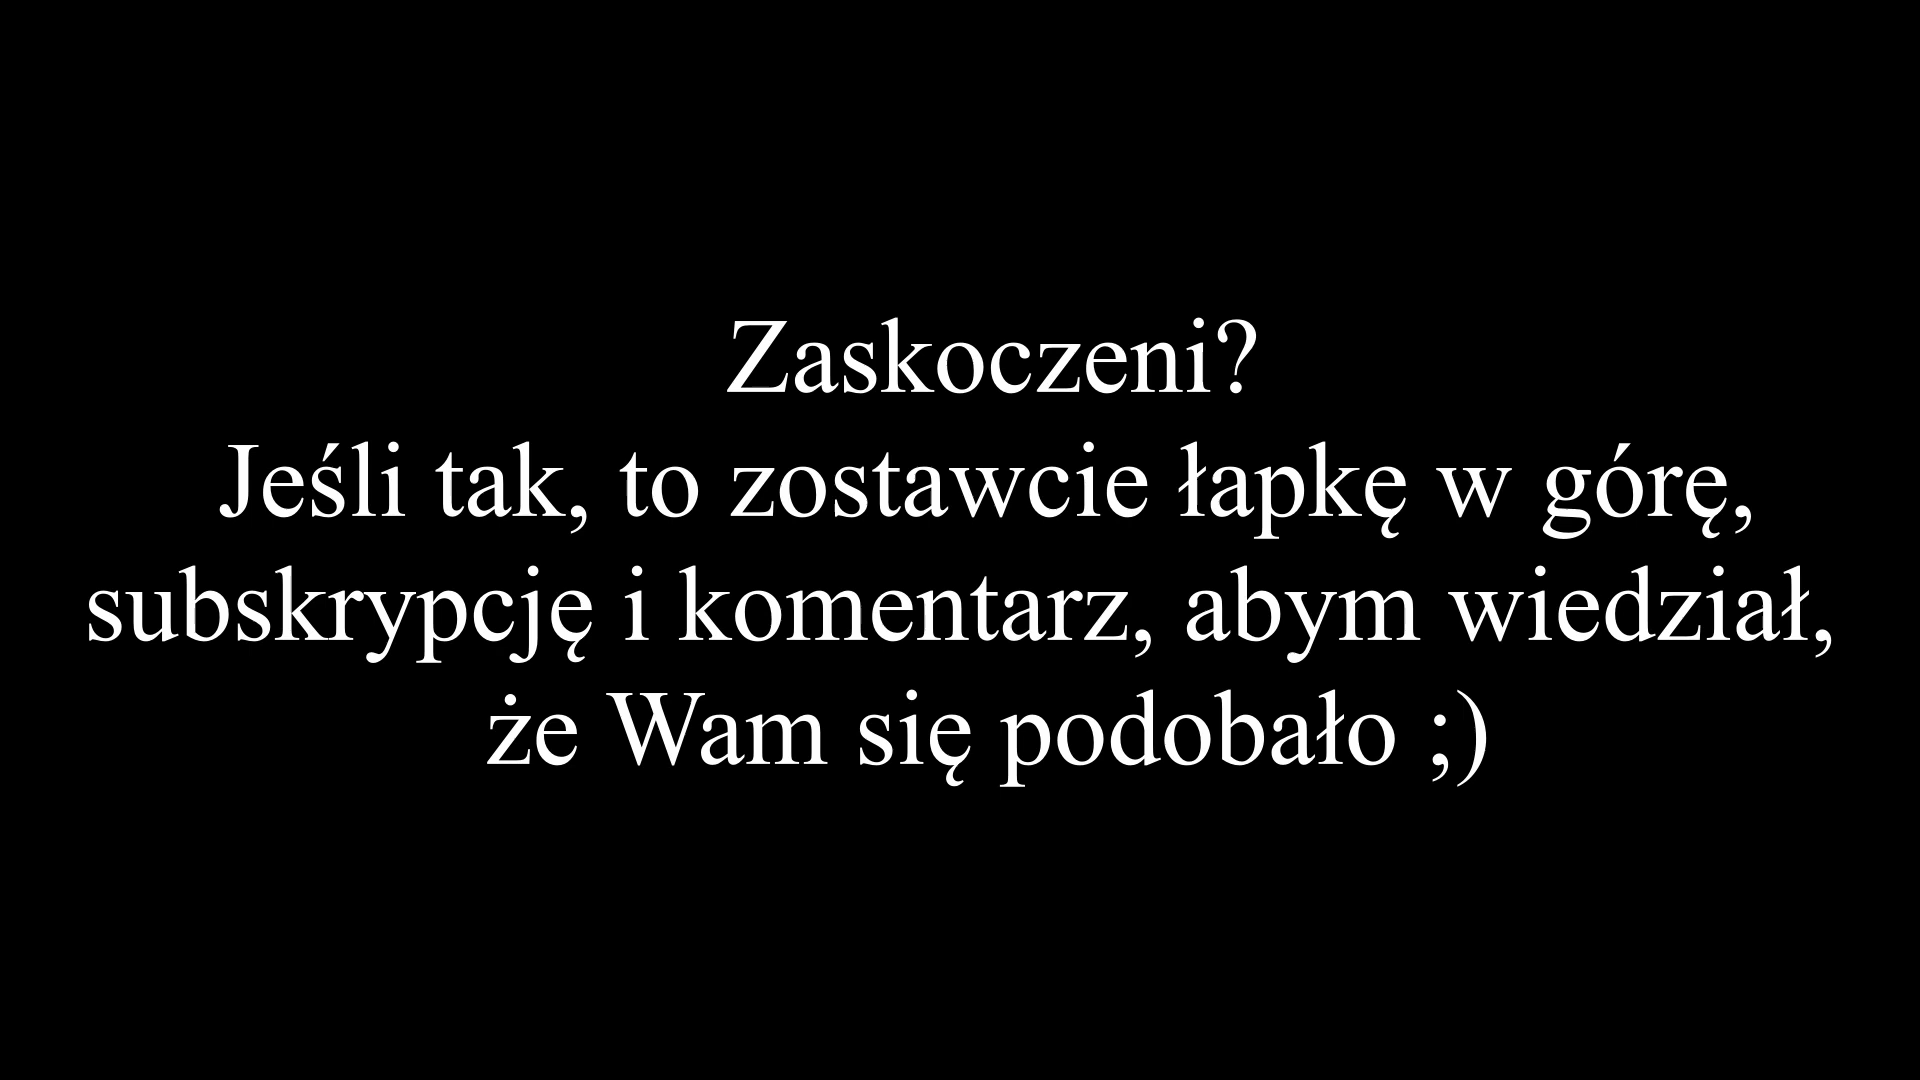 Zaskoczeni?
Jeśli tak, to zostawcie łapkę w górę,
subskrypcję i komentarz, abym wiedział,
że Wam się podobało ;)